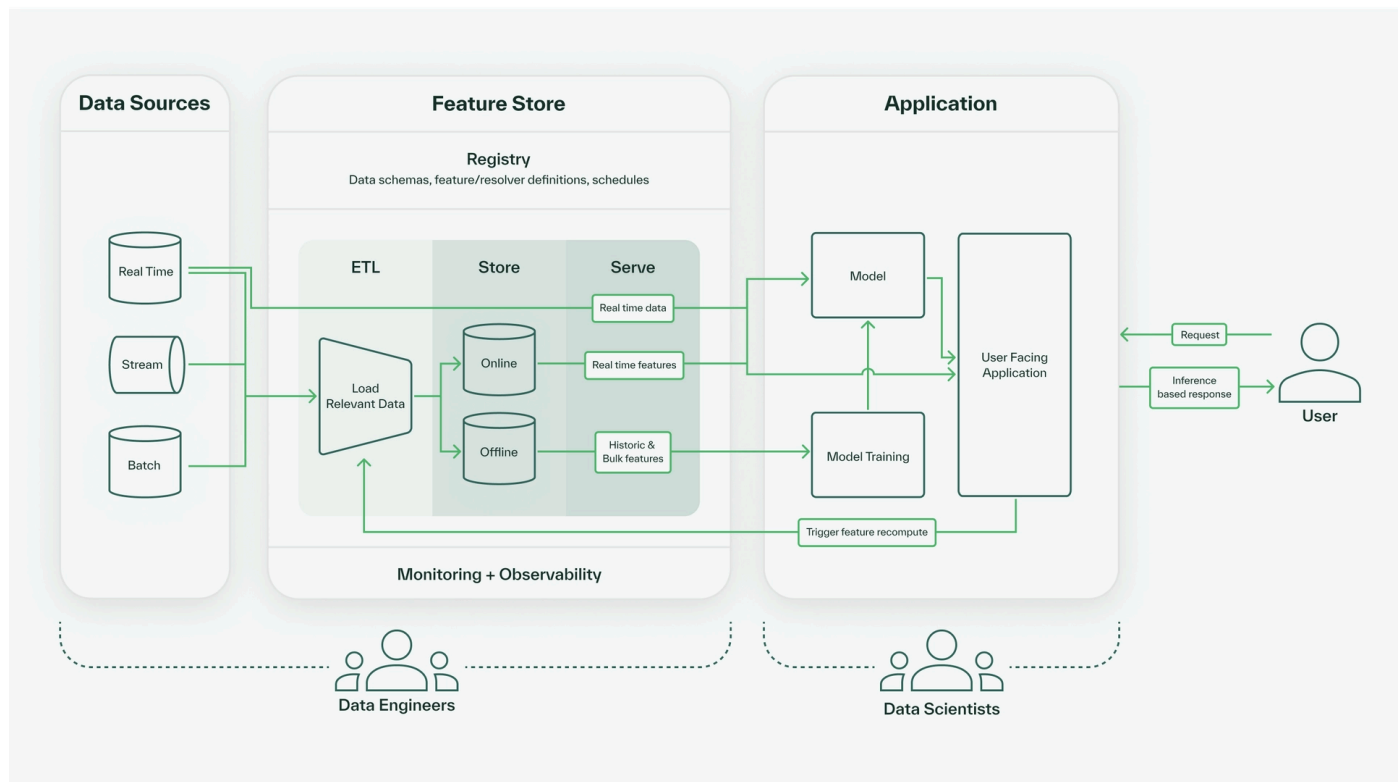 Data Sources
Feature Store
Application
Registry
Data schemas, feature/resolver definitions, schedules
Real Time
Stream
Batch
ETL
Store
Serve
Load
Relevant Data
Online
Offline
Real time data
Real time features
Historic &
Bulk features
Model
Model Training
User Facing
Application
Trigger feature recompute
Request
Inference
based response
User
Monitoring + Observability
Data Engineers
Data Scientists